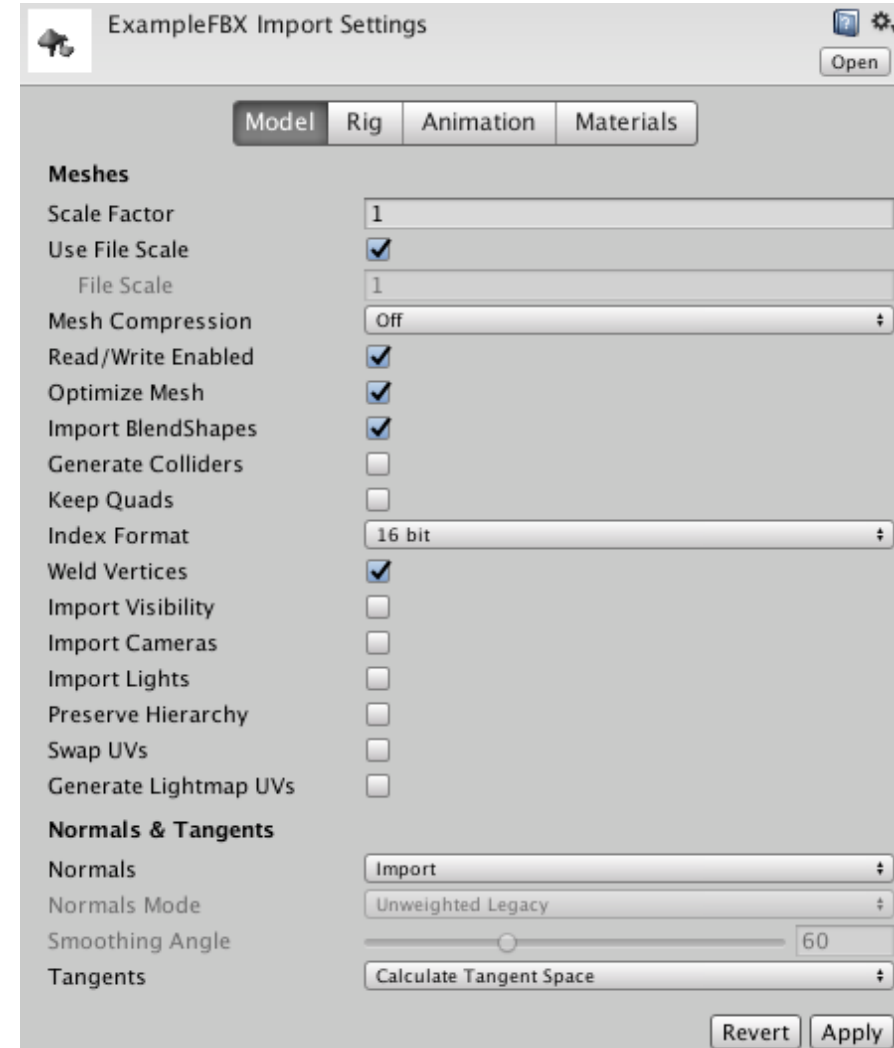 ExampleFBX Import Settings
Open
Model Rig Animation Materials
Meshes
Scale Factor 1
Use File Scale
File Scale 1
Mesh Compression Off
Read/Write Enabled
Optimize Mesh
Import BlendShapes
Generate Colliders
Keep Quads
Index Format 16 bit
Weld Vertices
Import Visibility
Import Cameras
Import Lights
Preserve Hierarchy
Swap UVs
Generate Lightmap UVs
Normals & Tangents
Normals Import
Normals Mode Unweighted Legacy
Smoothing Angle 60
Tangents Calculate Tangent Space
Revert Apply